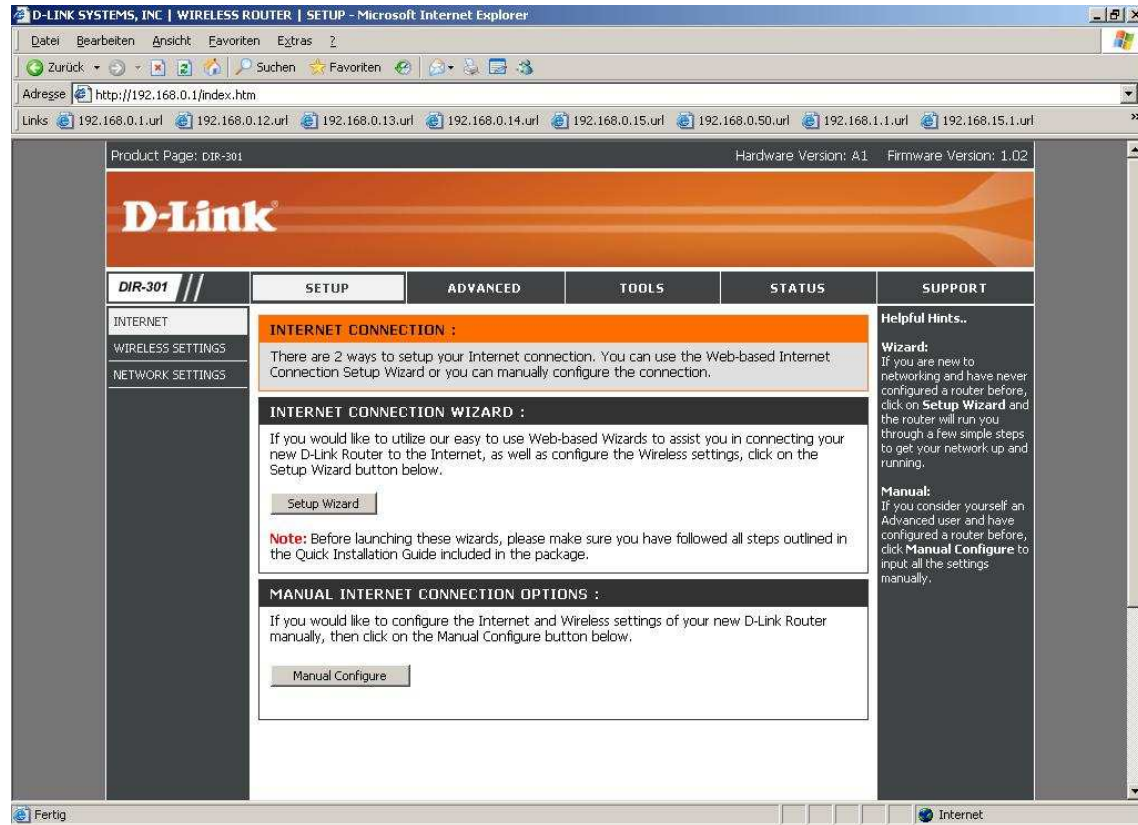 D-LINK SYSTEMS, INC | WIRELESS ROUTER | SETUP - Microsoft Internet Explorer
Datei Bearbeiten Ansicht Favoriten Extras ?
Zurück Suchen Favoriten
Adresse http://192.168.0.1/index.htm
Links 192.168.0.1.url 192.168.0.12.url 192.168.0.13.url 192.168.0.14.url 192.168.0.15.url 192.168.0.50.url 192.168.1.1.url 192.168.15.1.url »
Product Page: DIR-301 Hardware Version: A1 Firmware Version: 1.02
D-Link®
DIR-301 SETUP ADVANCED TOOLS STATUS SUPPORT
INTERNET
WIRELESS SETTINGS
NETWORK SETTINGS
INTERNET CONNECTION :
There are 2 ways to setup your Internet connection. You can use the Web-based Internet
Connection Setup Wizard or you can manually configure the connection.
INTERNET CONNECTION WIZARD :
If you would like to utilize our easy to use Web-based Wizards to assist you in connecting your
new D-Link Router to the Internet, as well as configure the Wireless settings, click on the
Setup Wizard button below.
Setup Wizard
Note: Before launching these wizards, please make sure you have followed all steps outlined in
the Quick Installation Guide included in the package.
MANUAL INTERNET CONNECTION OPTIONS :
If you would like to configure the Internet and Wireless settings of your new D-Link Router
manually, then click on the Manual Configure button below.
Manual Configure
Helpful Hints..
Wizard:
If you are new to
networking and have never
configured a router before,
click on Setup Wizard and
the router will run you
through a few simple steps
to get your network up and
running.
Manual:
If you consider yourself an
Advanced user and have
configured a router before,
click Manual Configure to
input all the settings
manually.
Fertig Internet